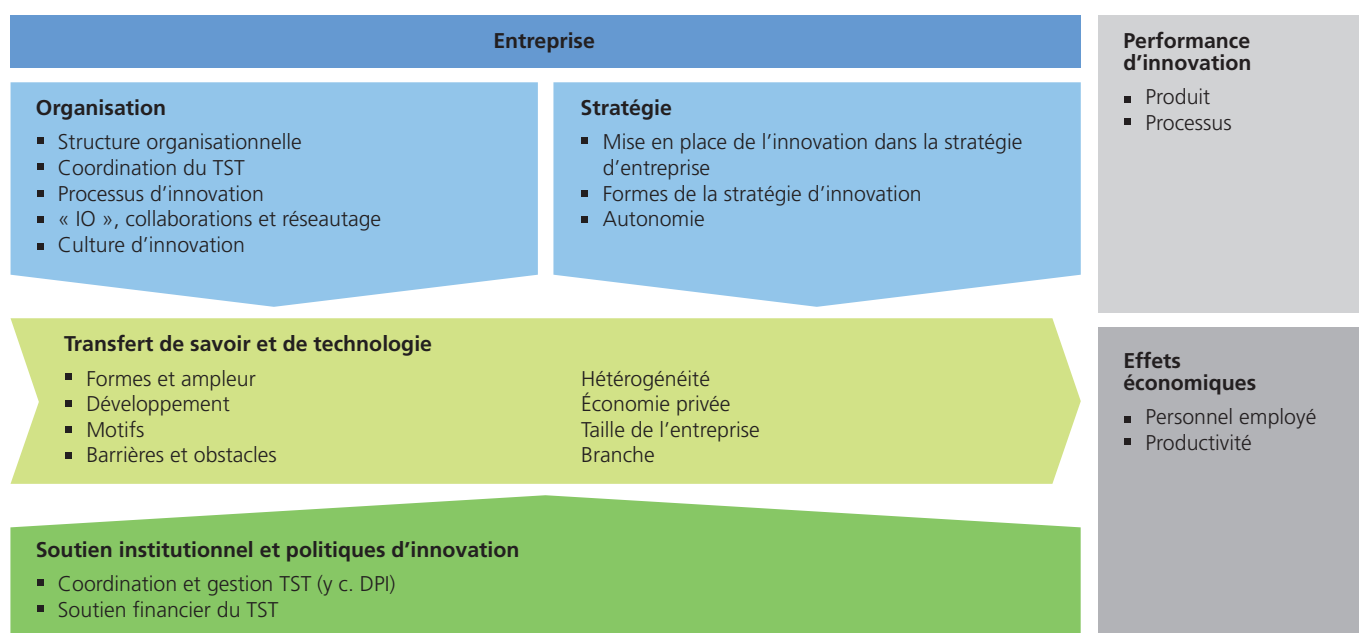 Entreprise
Organisation
▪ Structure organisationnelle
▪ Coordination du TST
▪ Processus d'innovation
▪ « IO », collaborations et réseautage
▪ Culture d'innovation
Stratégie
▪ Mise en place de l'innovation dans la stratégie
d'entreprise
▪ Formes de la stratégie d'innovation
▪ Autonomie
Transfert de savoir et de technologie
▪ Formes et ampleur
▪ Développement
▪ Motifs
▪ Barrières et obstacles
Hétérogénéité
Économie privée
Taille de l'entreprise
Branche
Soutien institutionnel et politiques d'innovation
▪ Coordination et gestion TST (y c. DPI)
▪ Soutien financier du TST
Performance
d'innovation
▪ Produit
▪ Processus
Effets
économiques
▪ Personnel employé
▪ Productivité